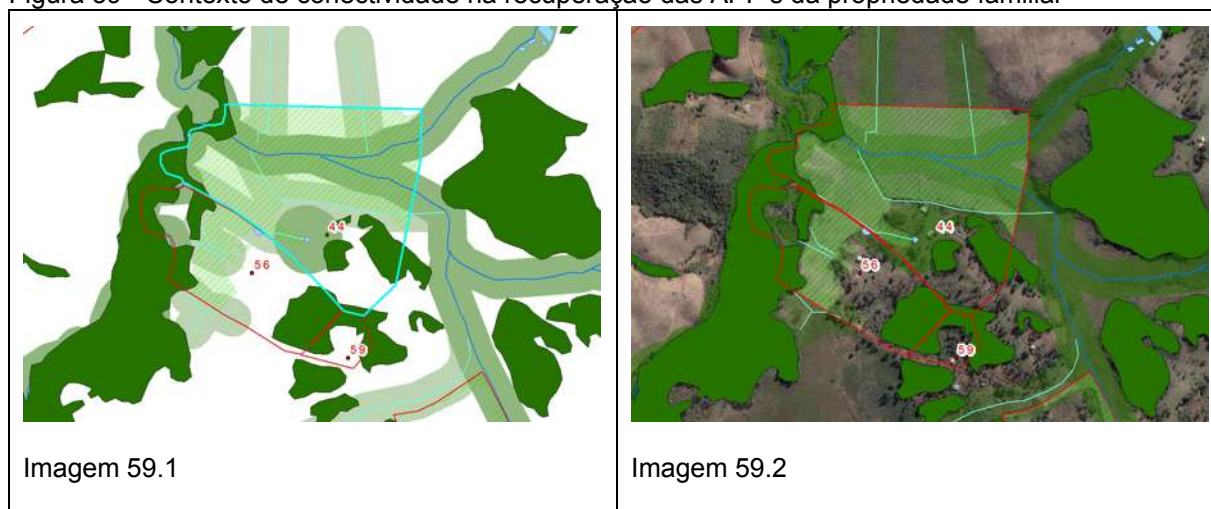 Figura 59 - Contexto de conectividade na recuperação das APP's da propriedade familiar
44
56
59
44
56
59
Imagem 59.1
Imagem 59.2